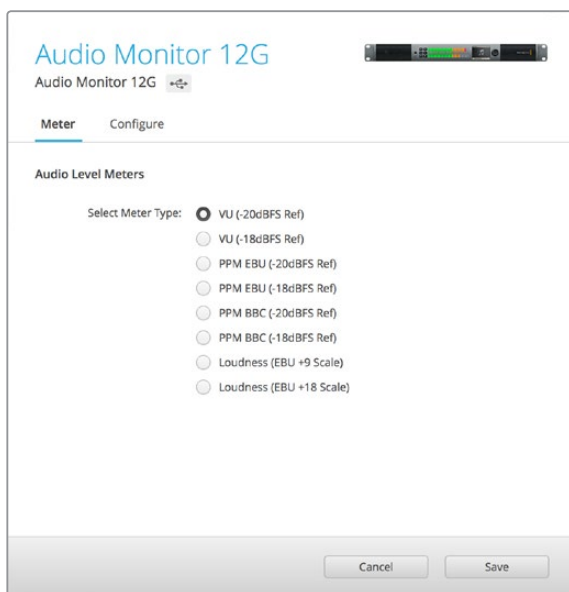 Audio Monitor 12G
Audio Monitor 12G
Meter Configure
Audio Level Meters
Select Meter Type: VU (-20dBFS Ref)
VU (-18dBFS Ref)
PPM EBU (-20dBFS Ref)
PPM EBU (-18dBFS Ref)
PPM BBC (-20dBFS Ref)
PPM BBC (-18dBFS Ref)
Loudness (EBU +9 Scale)
Loudness (EBU +18 Scale)
Cancel Save